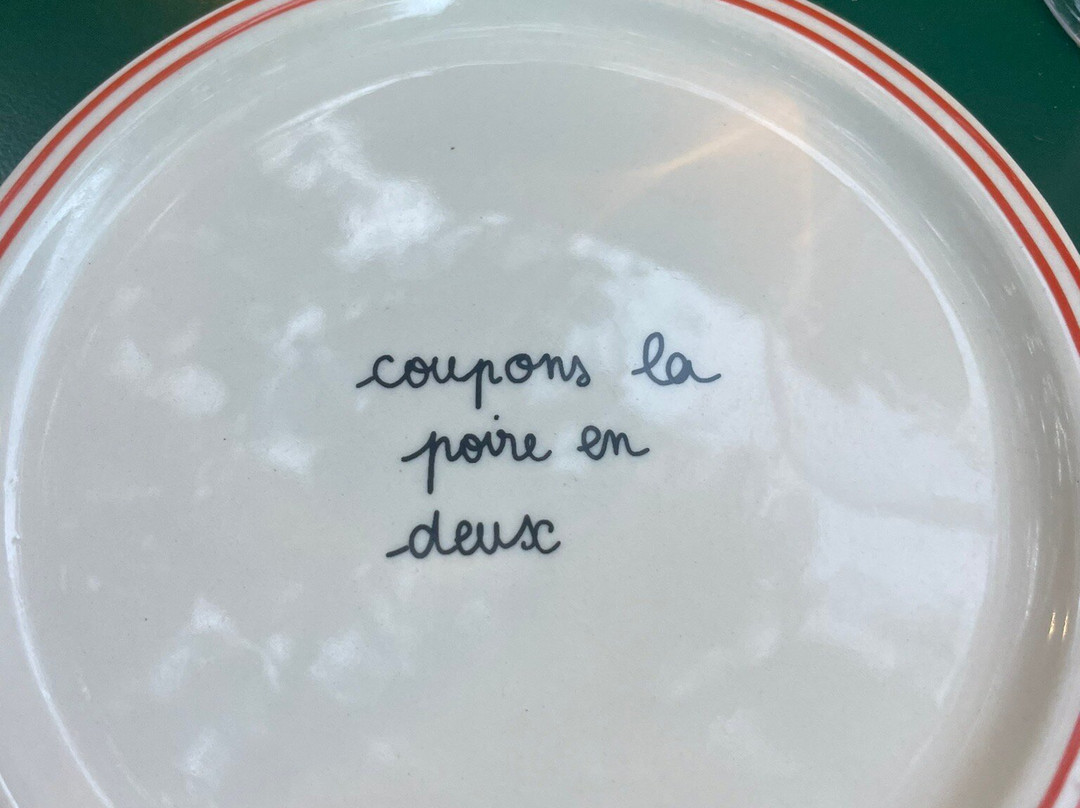 coupons la
poire en
deux